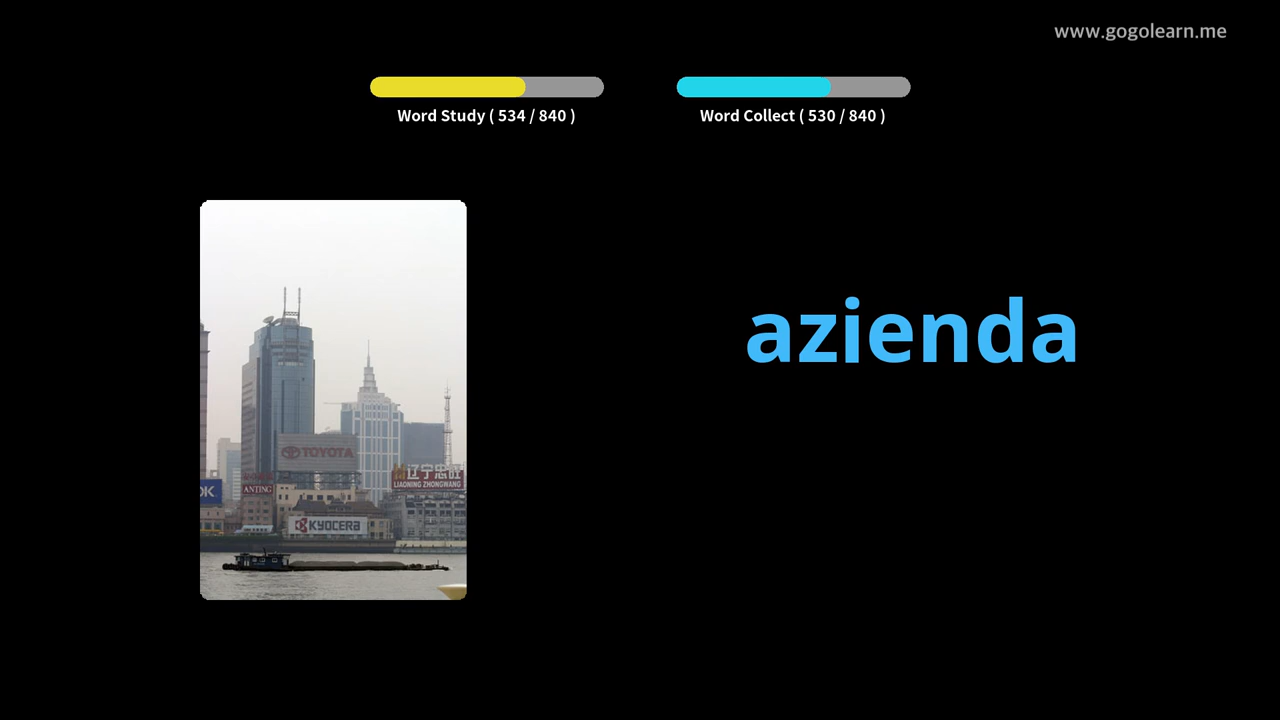 www.gogolearn.me
Word Study ( 534 / 840 )
Word Collect ( 530 / 840 )
azienda
TOYOTA
辽宁忠旺
LIAONING ZHONGWANG
OK
ANTING
KYOCERA